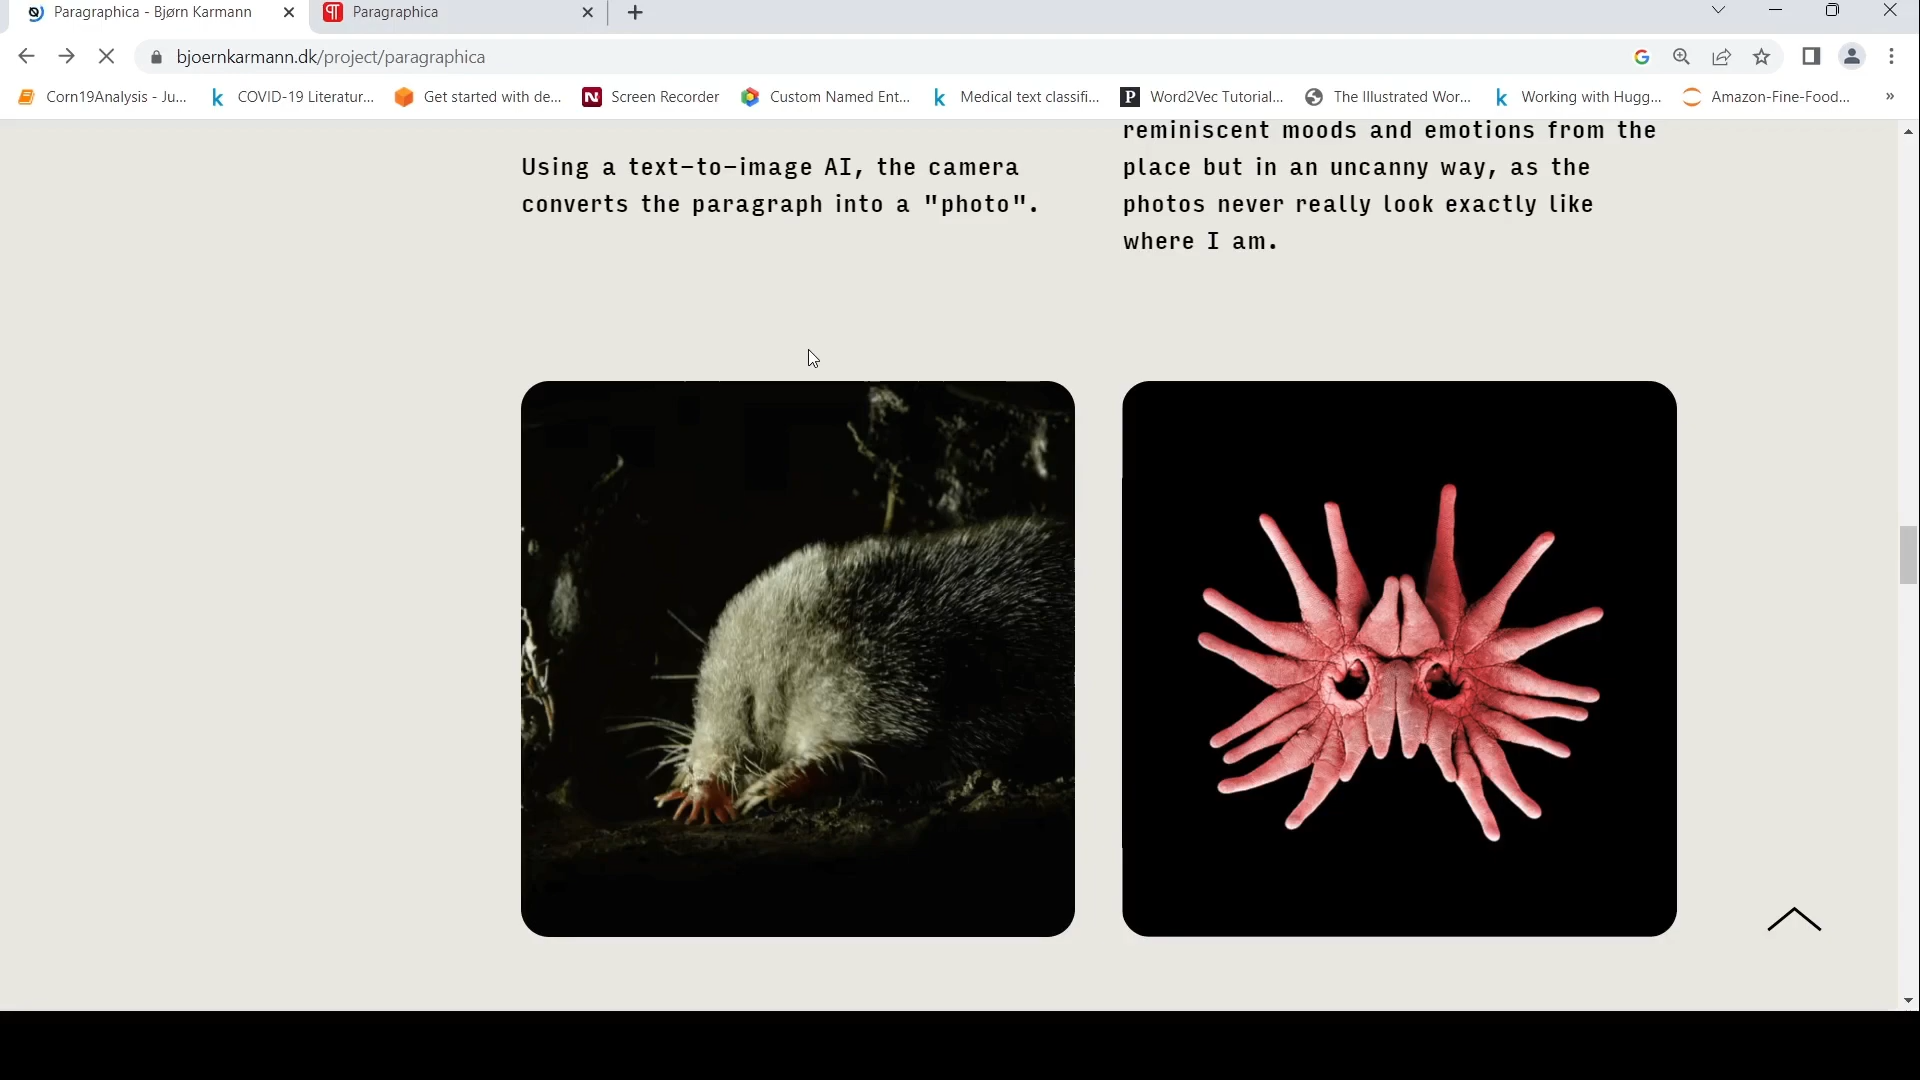 Paragraphica - Bjørn Karmann
Paragraphica
bjoernkarmann.dk/project/paragraphica
Corn19Analysis - Ju...
COVID-19 Literatur...
Get started with de...
Screen Recorder
Custom Named Ent...
Medical text classifi...
Word2Vec Tutorial...
The Illustrated Wor...
Working with Hugg...
Amazon-Fine-Food...
»
Using a text-to-image AI, the camera
converts the paragraph into a "photo".
reminiscent moods and emotions from the
place but in an uncanny way, as the
photos never really look exactly like
where I am.